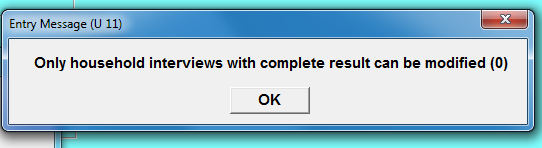 Entry Message (U 11)
Only household interviews with complete result can be modified (0)
OK